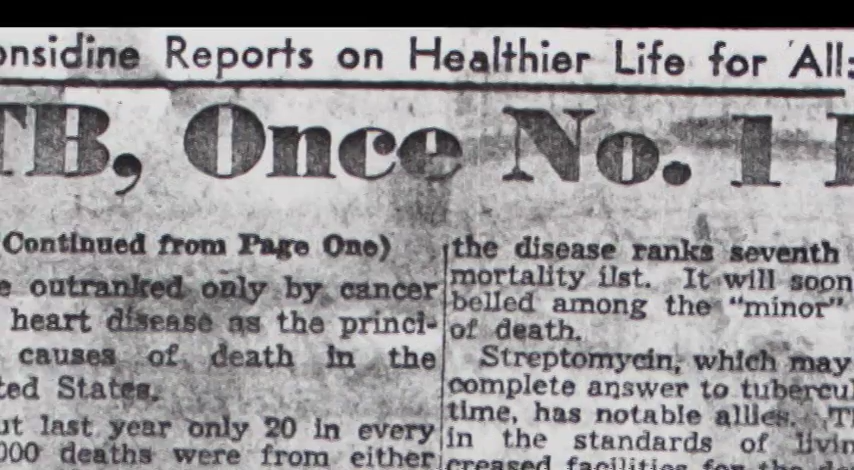 onsidine Reports on Healthier Life for 'All:
TB, Once No. 1
(Continued from Page One)
e outranked only by cancer
heart disease as the princi-
causes of death in the
ted States.
ut last year only 20 in every
000 deaths were from either
the disease ranks seventh
mortality list. It will soon
belled among the "minor"
of death.
Streptomycin, which may
complete answer to tubercul
time, has notable allies. T
in the standards of livin
creased facilities for the